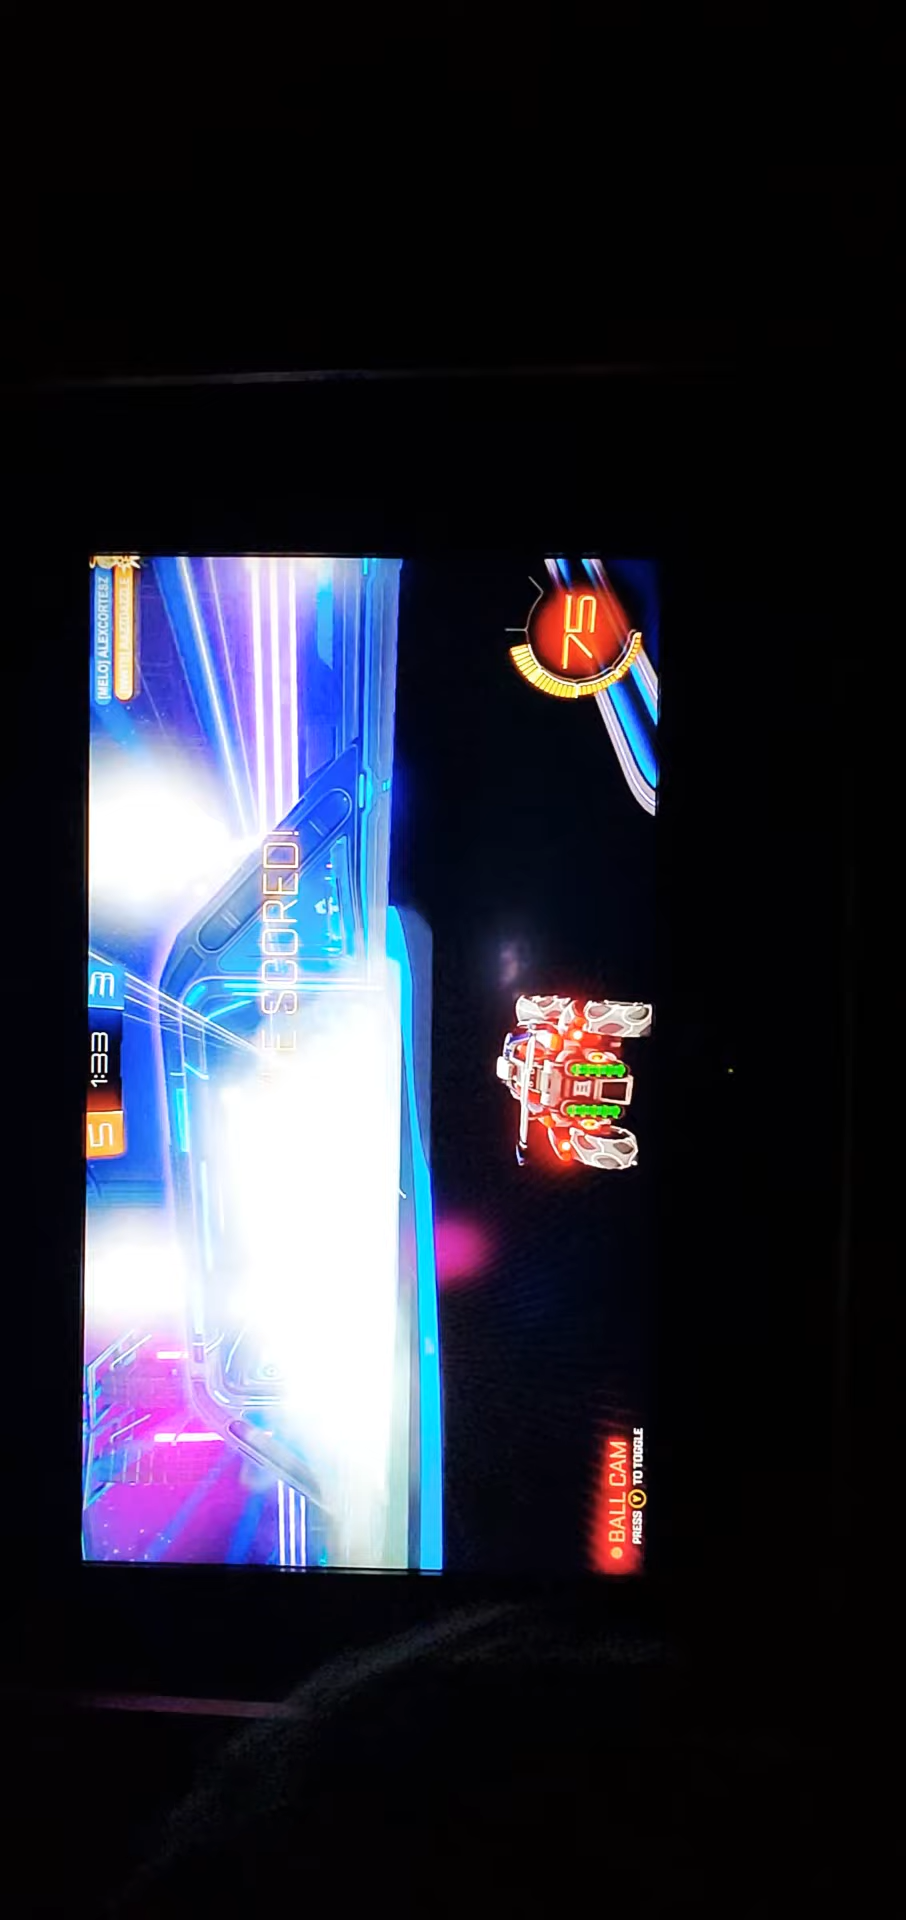 5 1:33 3
[MELO] ALEXCORTESZ
E SCORED!
75
BALL CAM
PRESS Y TO TOGGLE